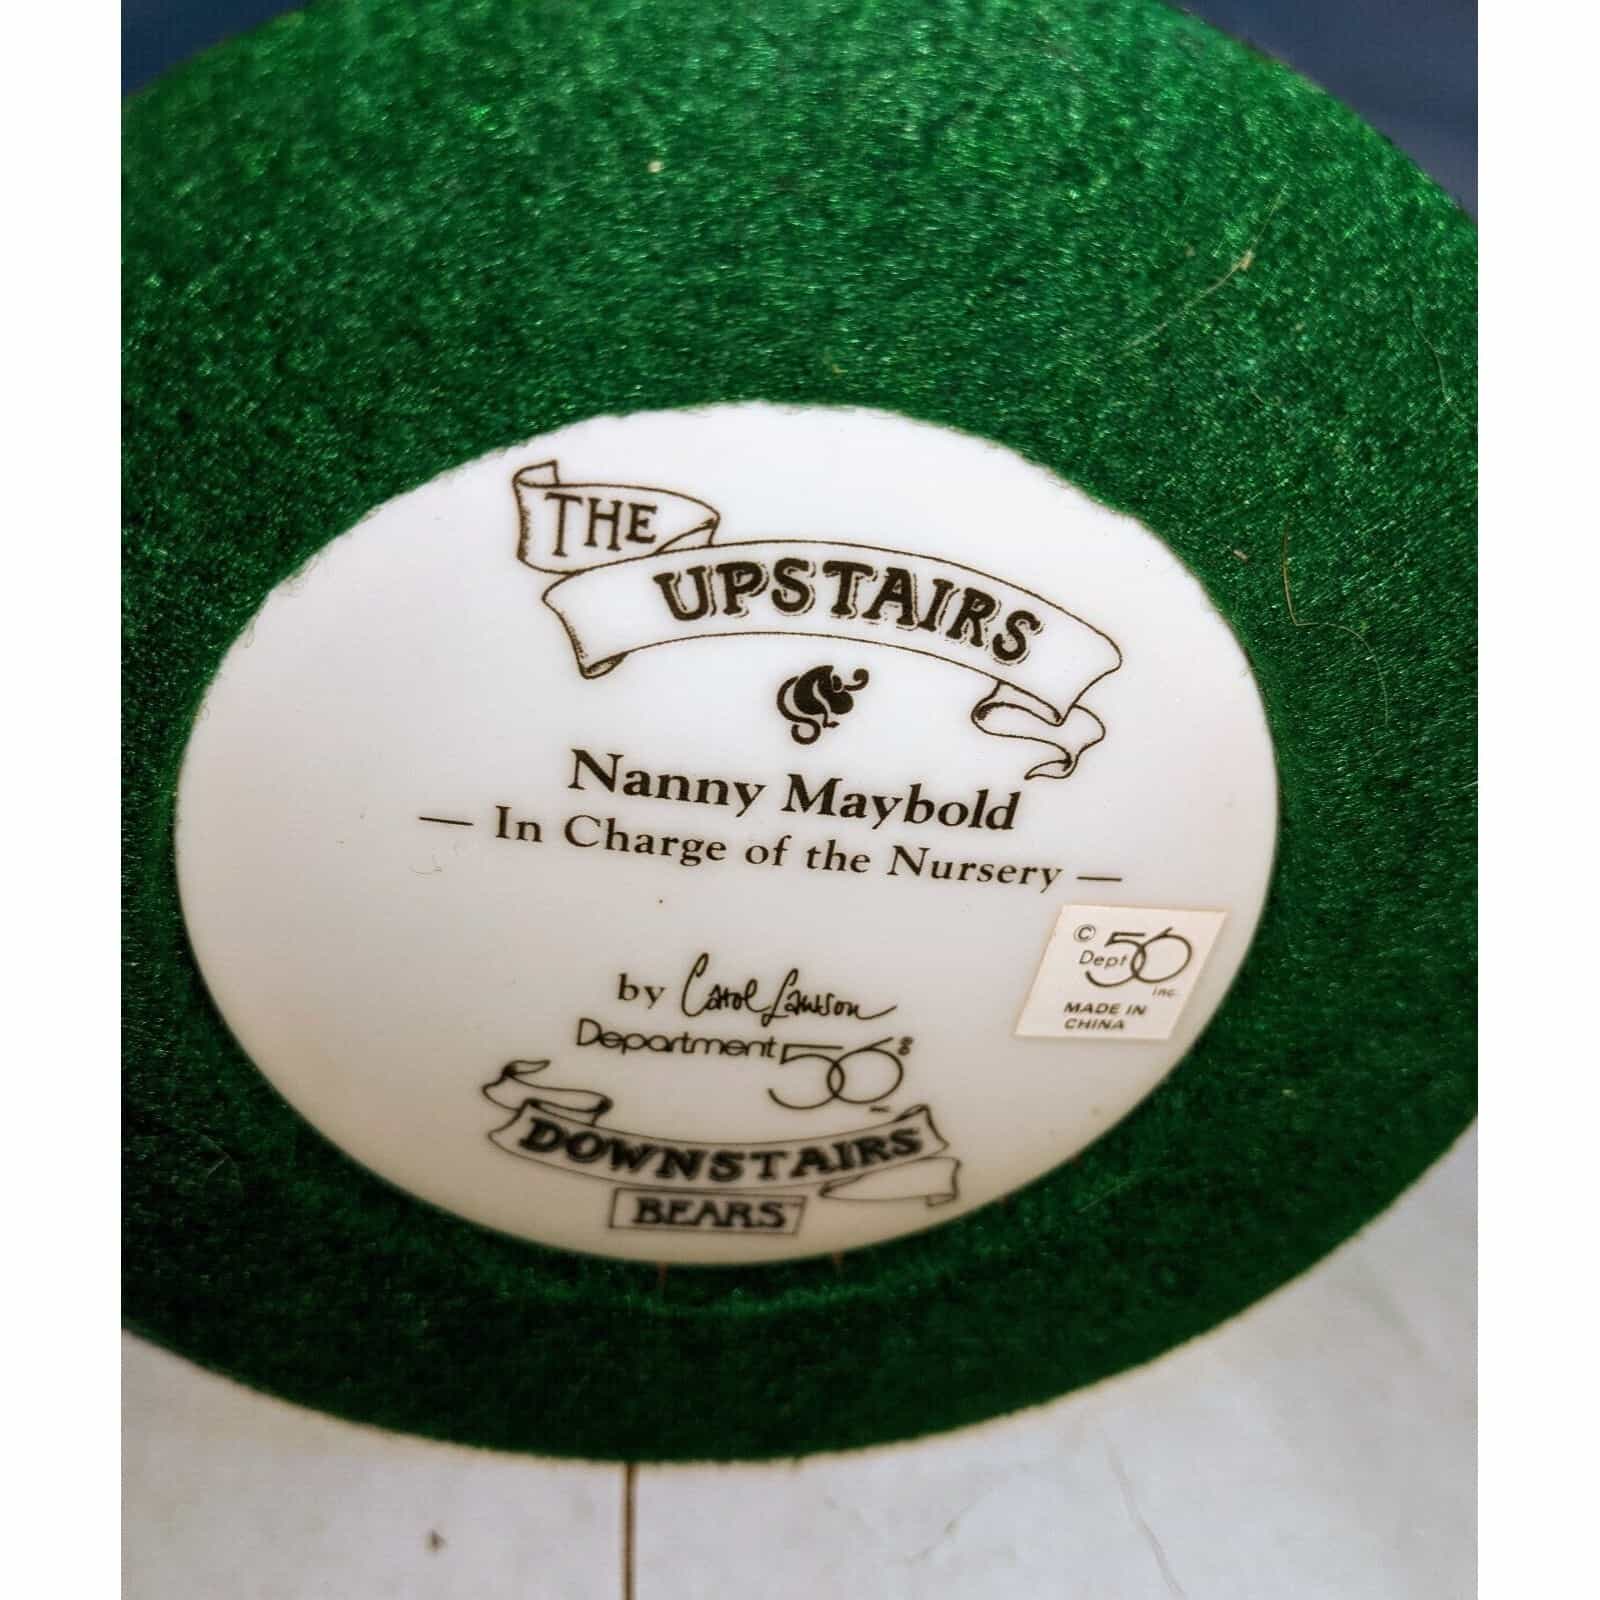 THE
UPSTAIRS
Nanny Maybold
— In Charge of the Nursery —
by Carol Lawson
Department 56®
DOWNSTAIRS
BEARS™
© Dept 56 inc.
MADE IN
CHINA